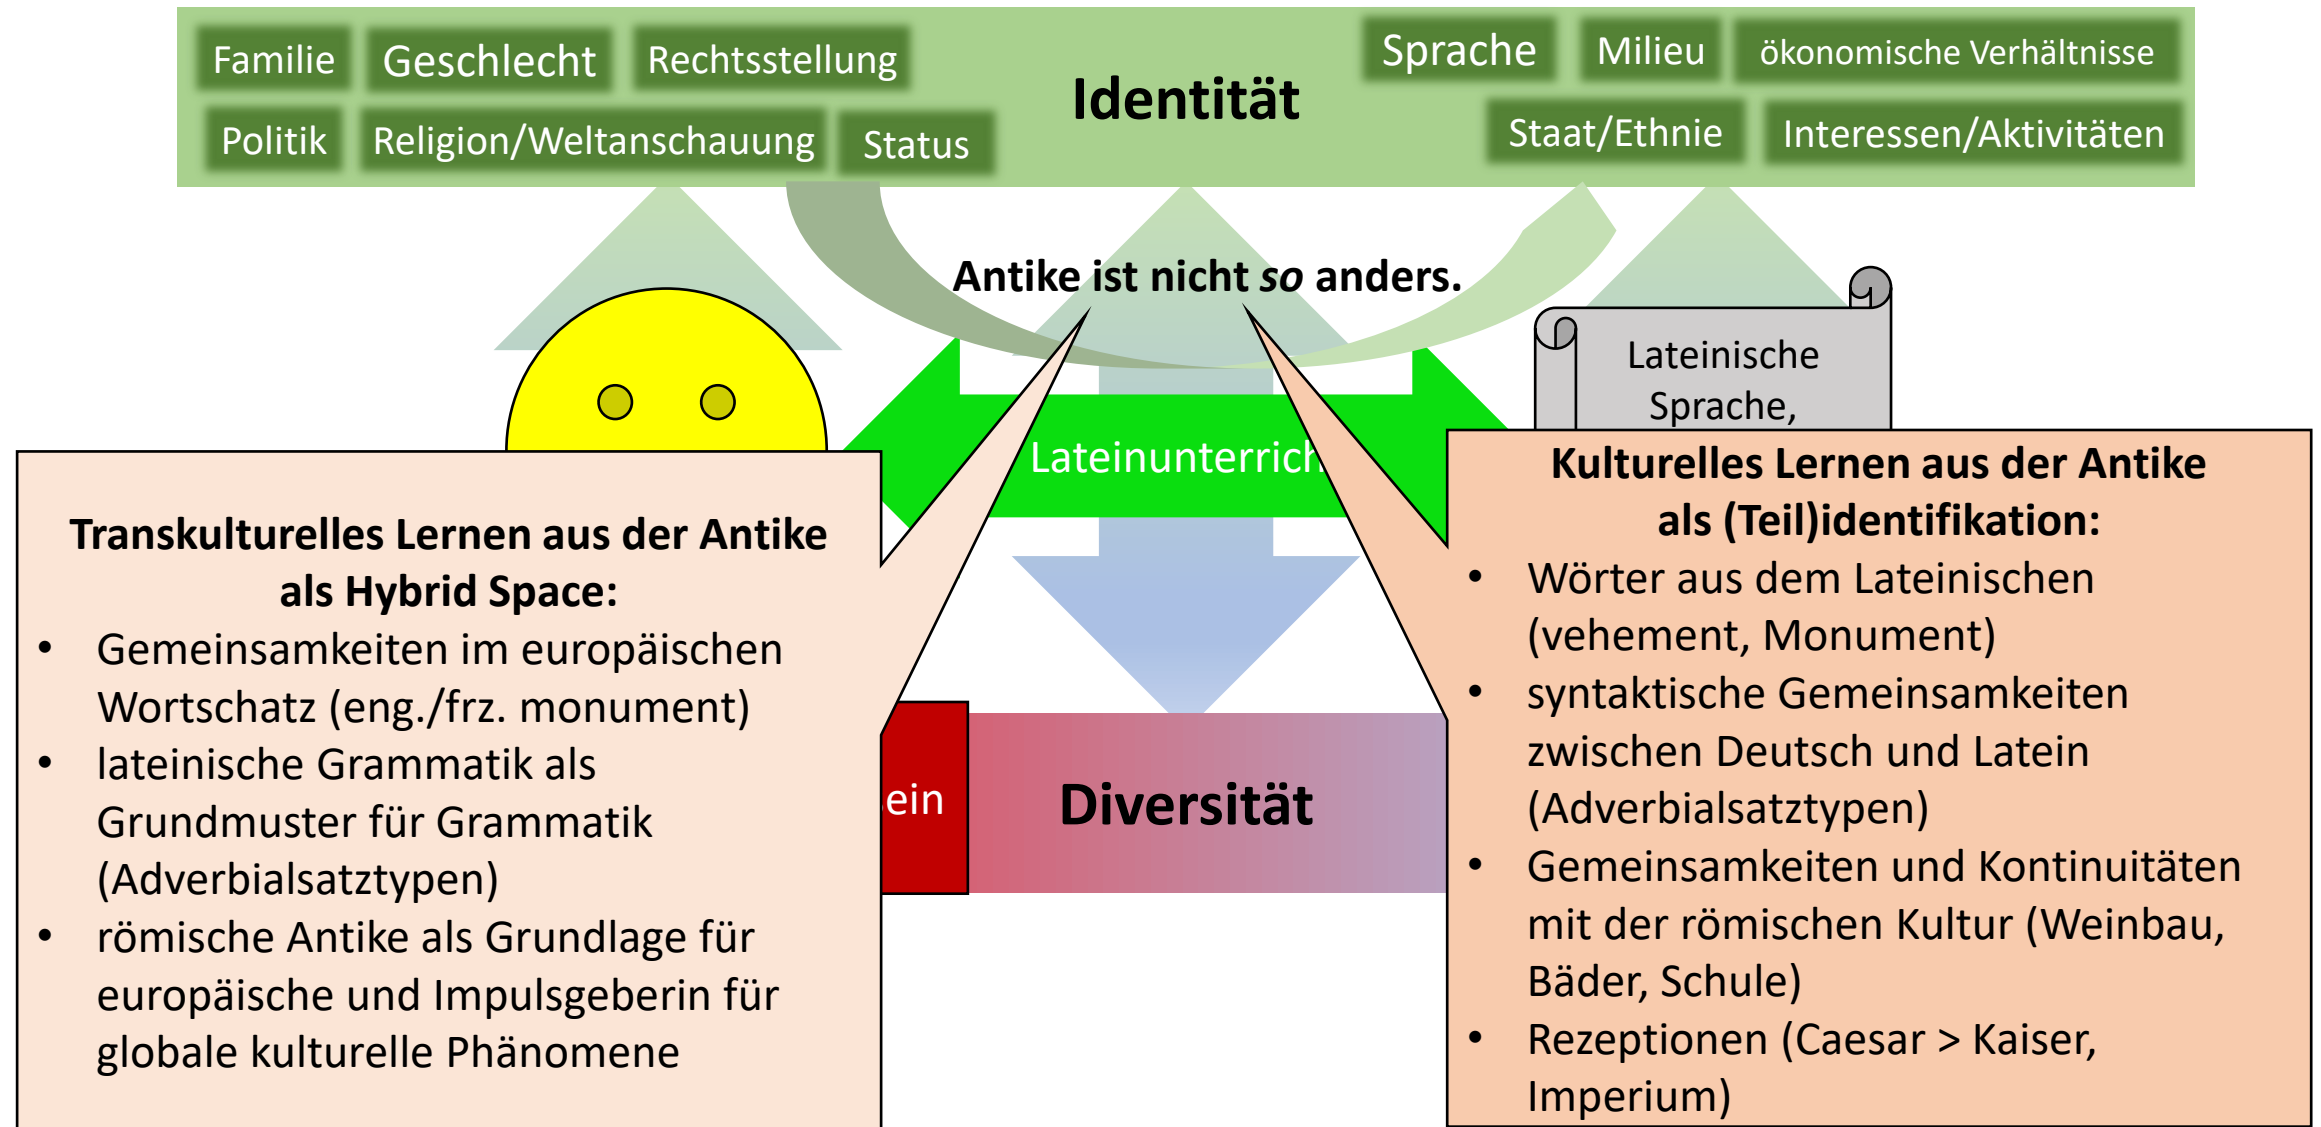 Familie
Geschlecht
Rechtsstellung
Politik
Religion/Weltanschauung
Status
Identität
Sprache
Milieu
ökonomische Verhältnisse
Staat/Ethnie
Interessen/Aktivitäten
Antike ist nicht so anders.
Lateinische
Sprache,
Lateinunterrich
Transkulturelles Lernen aus der Antike
als Hybrid Space:
• Gemeinsamkeiten im europäischen
Wortschatz (eng./frz. monument)
• lateinische Grammatik als
Grundmuster für Grammatik
(Adverbialsatztypen)
• römische Antike als Grundlage für
europäische und Impulsgeberin für
globale kulturelle Phänomene
ein
Diversität
Kulturelles Lernen aus der Antike
als (Teil)identifikation:
• Wörter aus dem Lateinischen
(vehement, Monument)
• syntaktische Gemeinsamkeiten
zwischen Deutsch und Latein
(Adverbialsatztypen)
• Gemeinsamkeiten und Kontinuitäten
mit der römischen Kultur (Weinbau,
Bäder, Schule)
• Rezeptionen (Caesar > Kaiser,
Imperium)